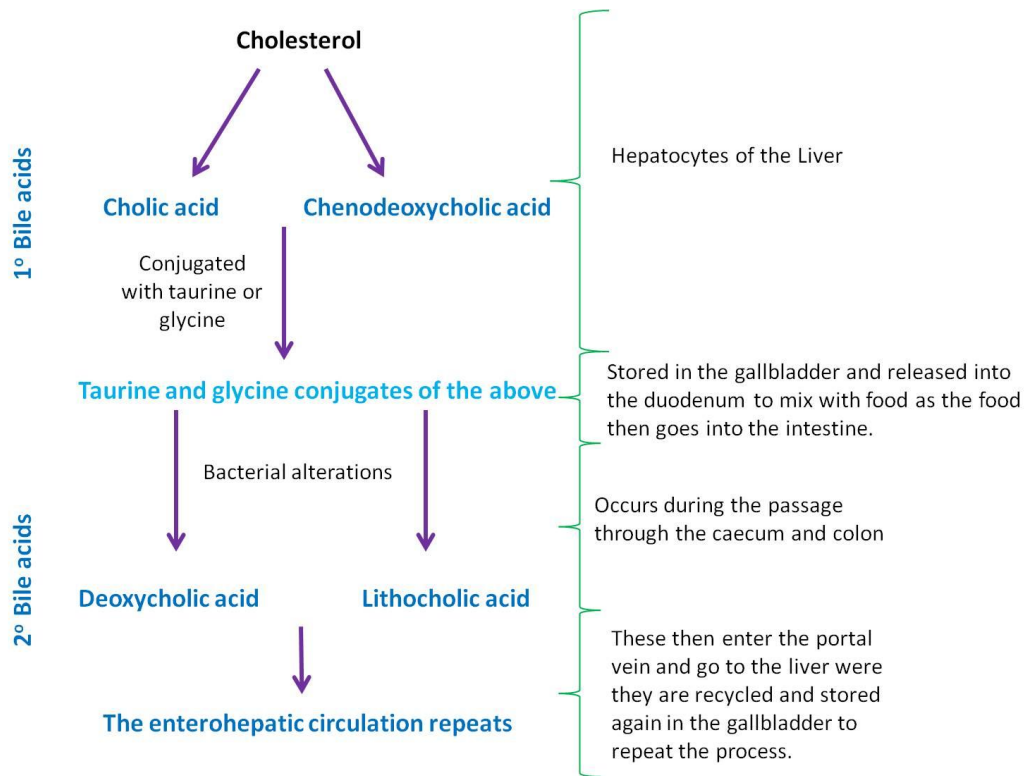 Cholesterol
1º Bile acids
Hepatocytes of the Liver
Cholic acid
Chenodeoxycholic acid
Conjugated
with taurine or
glycine
Taurine and glycine conjugates of the above
Stored in the gallbladder and released into
the duodenum to mix with food as the food
then goes into the intestine.
Bacterial alterations
Occurs during the passage
through the caecum and colon
2º Bile acids
Deoxycholic acid
Lithocholic acid
These then enter the portal
vein and go to the liver were
they are recycled and stored
again in the gallbladder to
repeat the process.
The enterohepatic circulation repeats